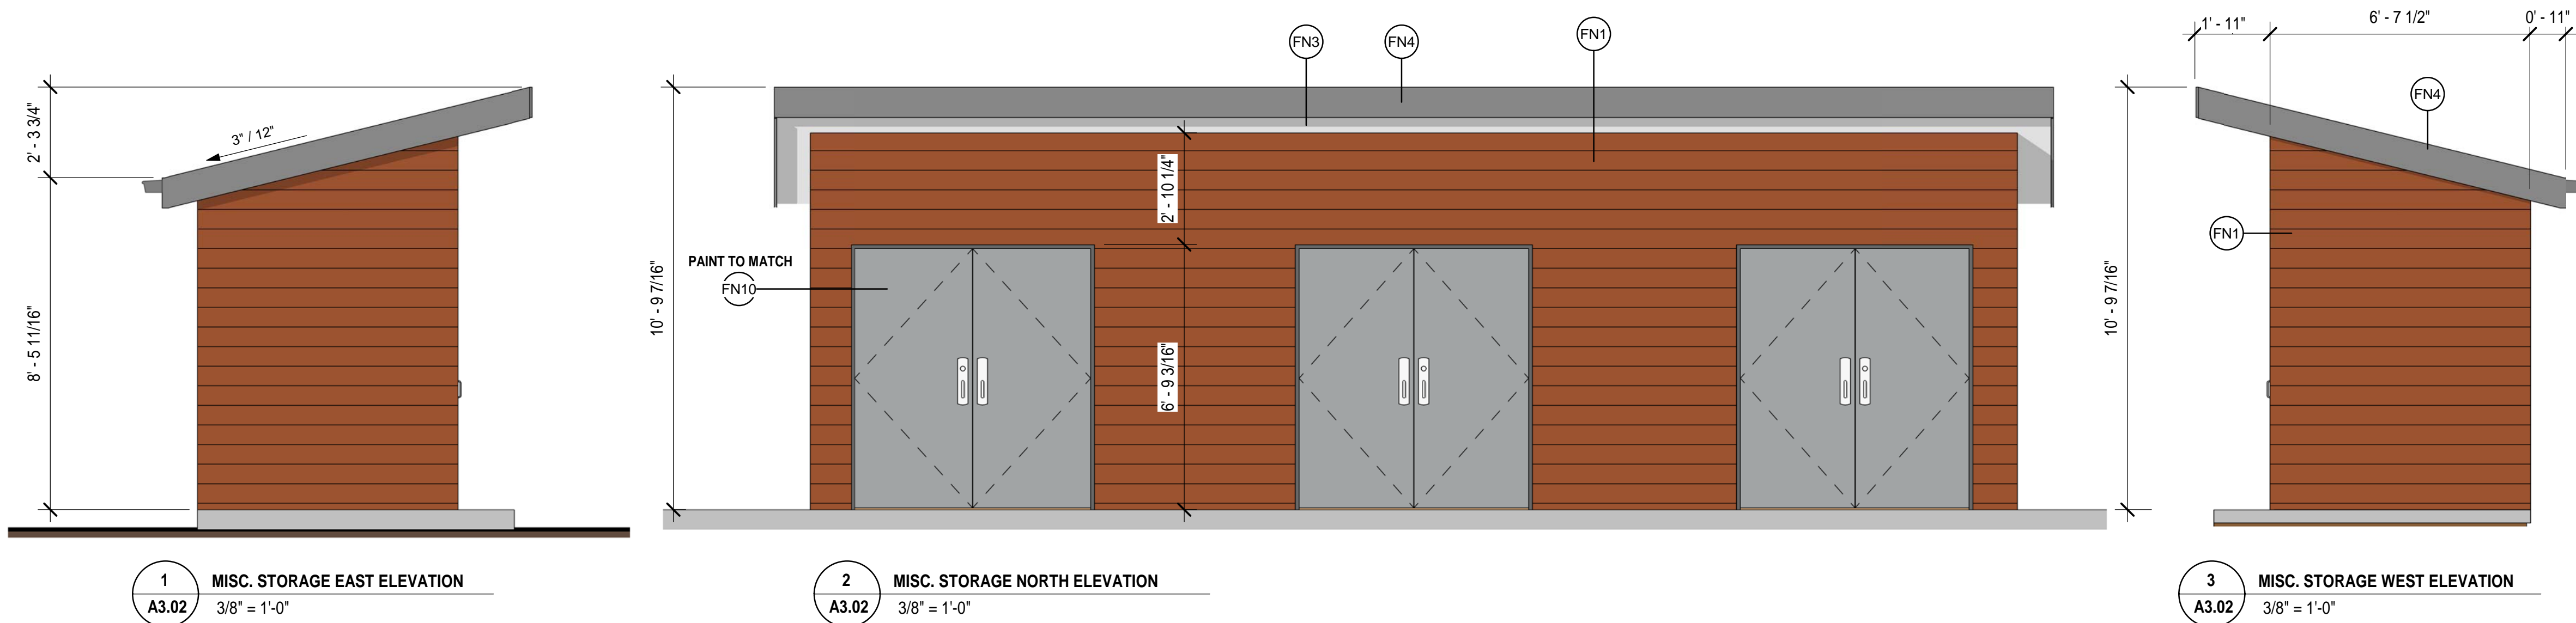 2' - 3 3/4"
3" / 12"
8' - 5 11/16"
1
A3.02
MISC. STORAGE EAST ELEVATION
3/8" = 1'-0"
FN3
FN4
FN1
2' - 10 1/4"
PAINT TO MATCH
FN10
10' - 9 7/16"
6' - 9 3/16"
2
A3.02
MISC. STORAGE NORTH ELEVATION
3/8" = 1'-0"
1' - 11"
6' - 7 1/2"
0' - 11"
FN4
FN1
10' - 9 7/16"
3
A3.02
MISC. STORAGE WEST ELEVATION
3/8" = 1'-0"